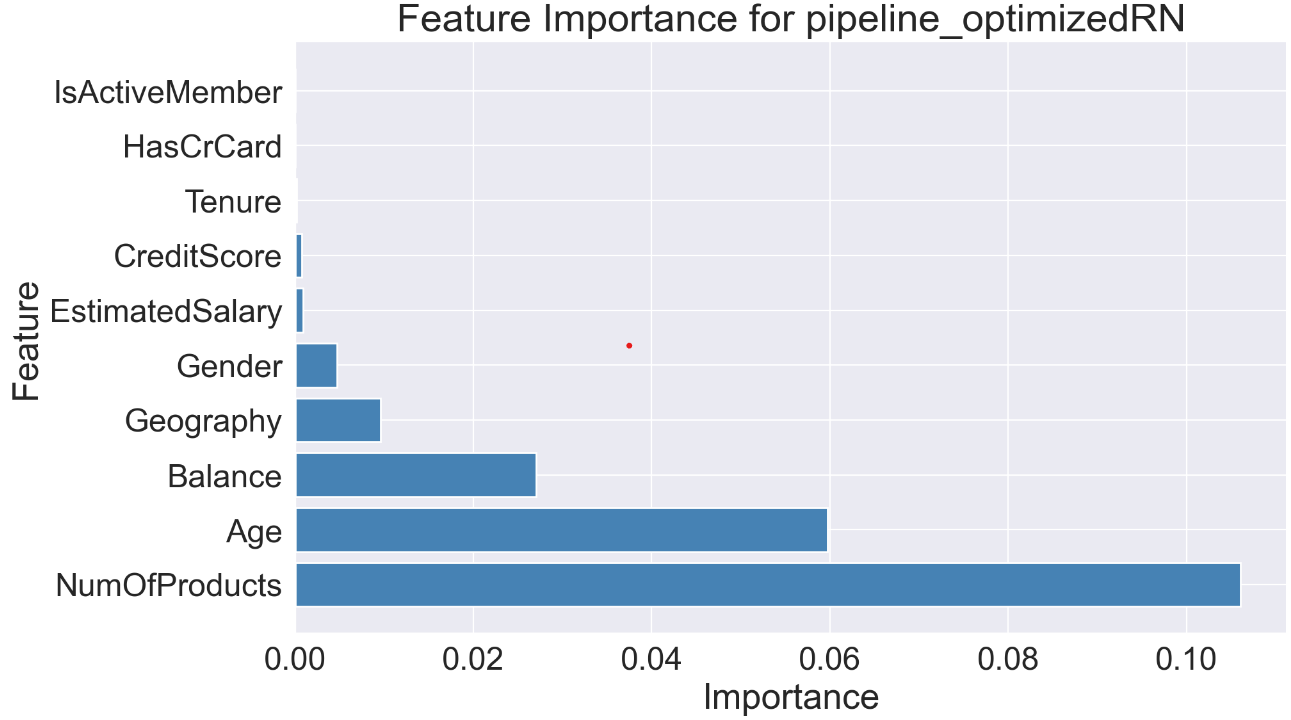 Feature Importance for pipeline_optimizedRN
IsActiveMember
HasCrCard
Tenure
CreditScore
EstimatedSalary
Gender
Geography
Balance
Age
NumOfProducts
Feature
0.00 0.02 0.04 0.06 0.08 0.10
Importance